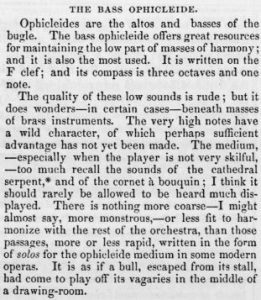 THE BASS OPHICLEIDE.
Ophicleides are the altos and basses of the
bugle. The bass ophicleide offers great resources
for maintaining the low part of masses of harmony;
and it is also the most used. It is written on the
F clef; and its compass is three octaves and one
note.
The quality of these low sounds is rude; but it
does wonders—in certain cases—beneath masses
of brass instruments. The very high notes have
a wild character, of which perhaps sufficient
advantage has not yet been made. The medium,
—especially when the player is not very skilful,
—too much recall the sounds of the cathedral
serpent,* and of the cornet à bouquin; I think it
should rarely be allowed to be heard much dis-
played. There is nothing more coarse—I might
almost say, more monstrous,—or less fit to har-
monize with the rest of the orchestra, than those
passages, more or less rapid, written in the form
of solos for the ophicleide medium in some modern
operas. It is as if a bull, escaped from its stall,
had come to play off its vagaries in the middle of
a drawing-room.